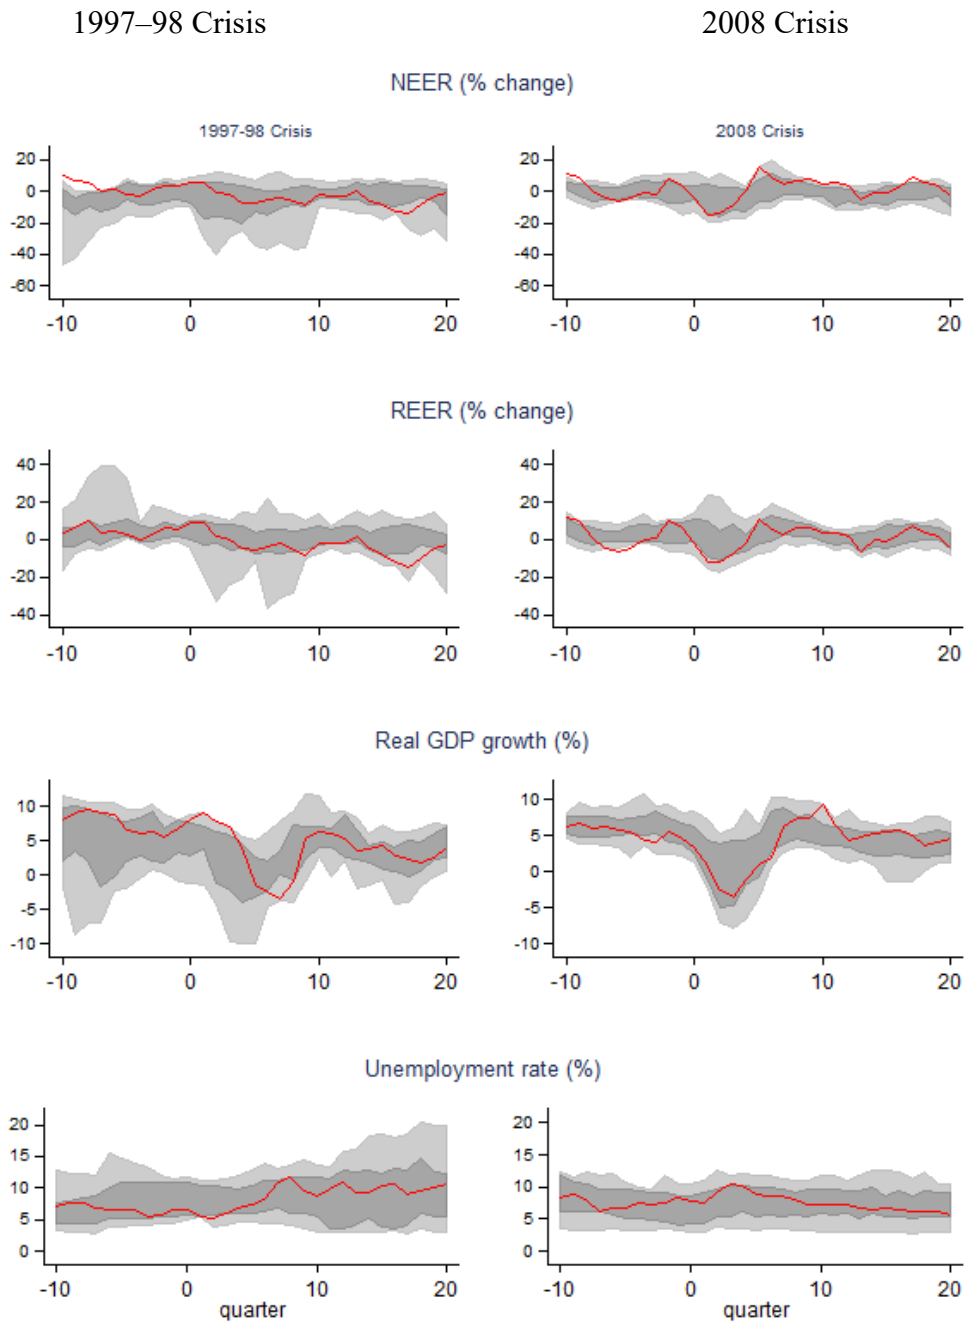 1997–98 Crisis 2008 Crisis
NEER (% change)
1997-98 Crisis 2008 Crisis
20 20
0 0
-20 -20
-40 -40
-60 -60
-10 0 10 20 -10 0 10 20
REER (% change)
40 40
20 20
0 0
-20 -20
-40 -40
-10 0 10 20 -10 0 10 20
Real GDP growth (%)
10 10
5 5
0 0
-5 -5
-10 -10
-10 0 10 20 -10 0 10 20
Unemployment rate (%)
20 20
15 15
10 10
5 5
0 0
-10 0 10 20 -10 0 10 20
quarter quarter